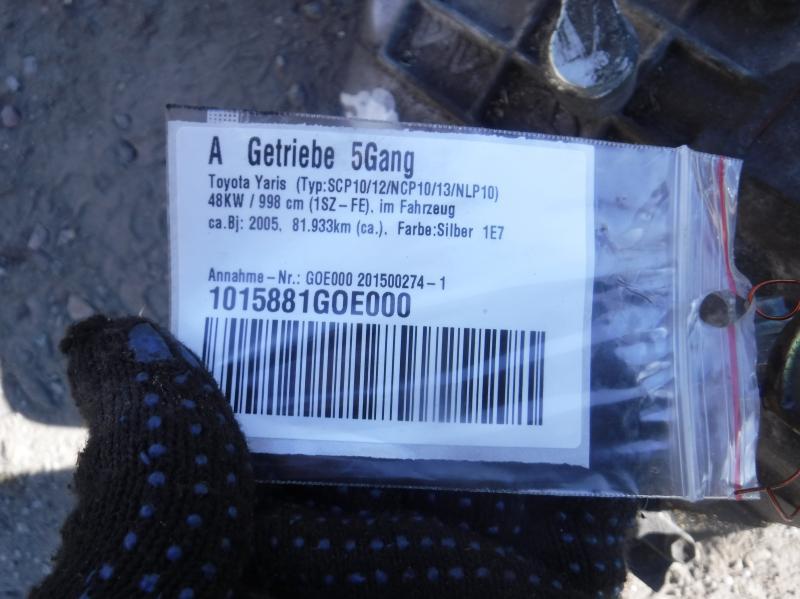 A Getriebe 5Gang
Toyota Yaris (Typ:SCP10/12/NCP10/13/NLP10)
48KW / 998 cm (1SZ-FE), im Fahrzeug
ca.Bj: 2005, 81.933km (ca.), Farbe:Silber 1E7
Annahme-Nr.: GOE000 201500274-1
1015881GOE000